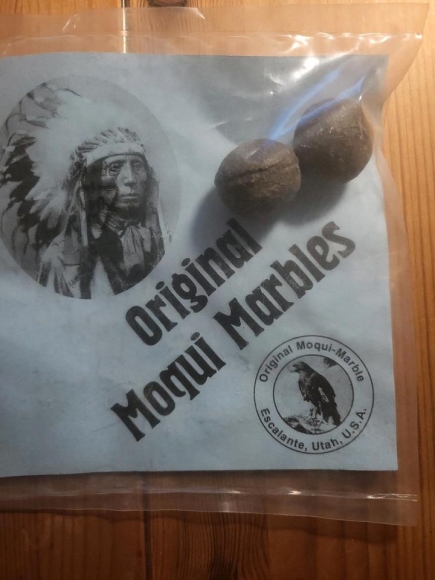 Original
Moqui Marbles
Original Moqui-Marble
Escalante, Utah, U.S.A.